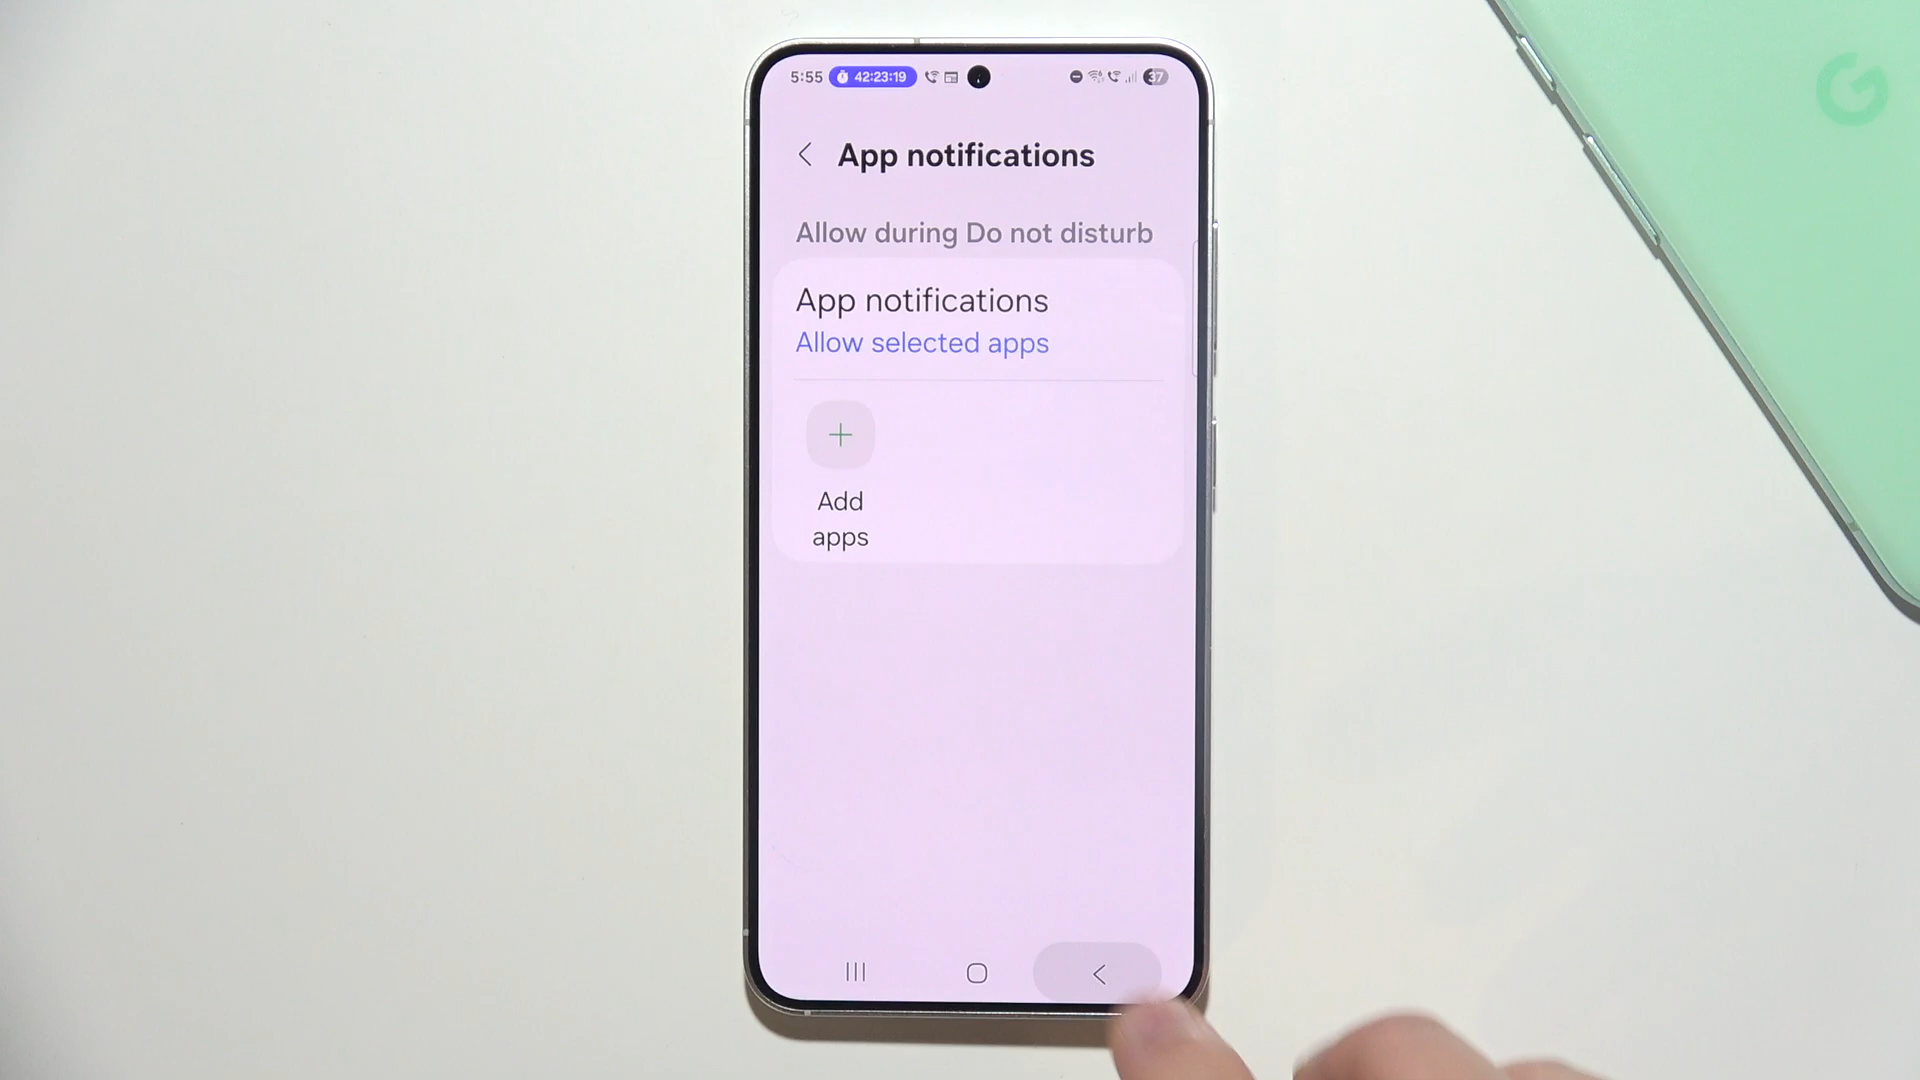 5:55 42:23:19 37
App notifications
Allow during Do not disturb
App notifications
Allow selected apps
Add
apps